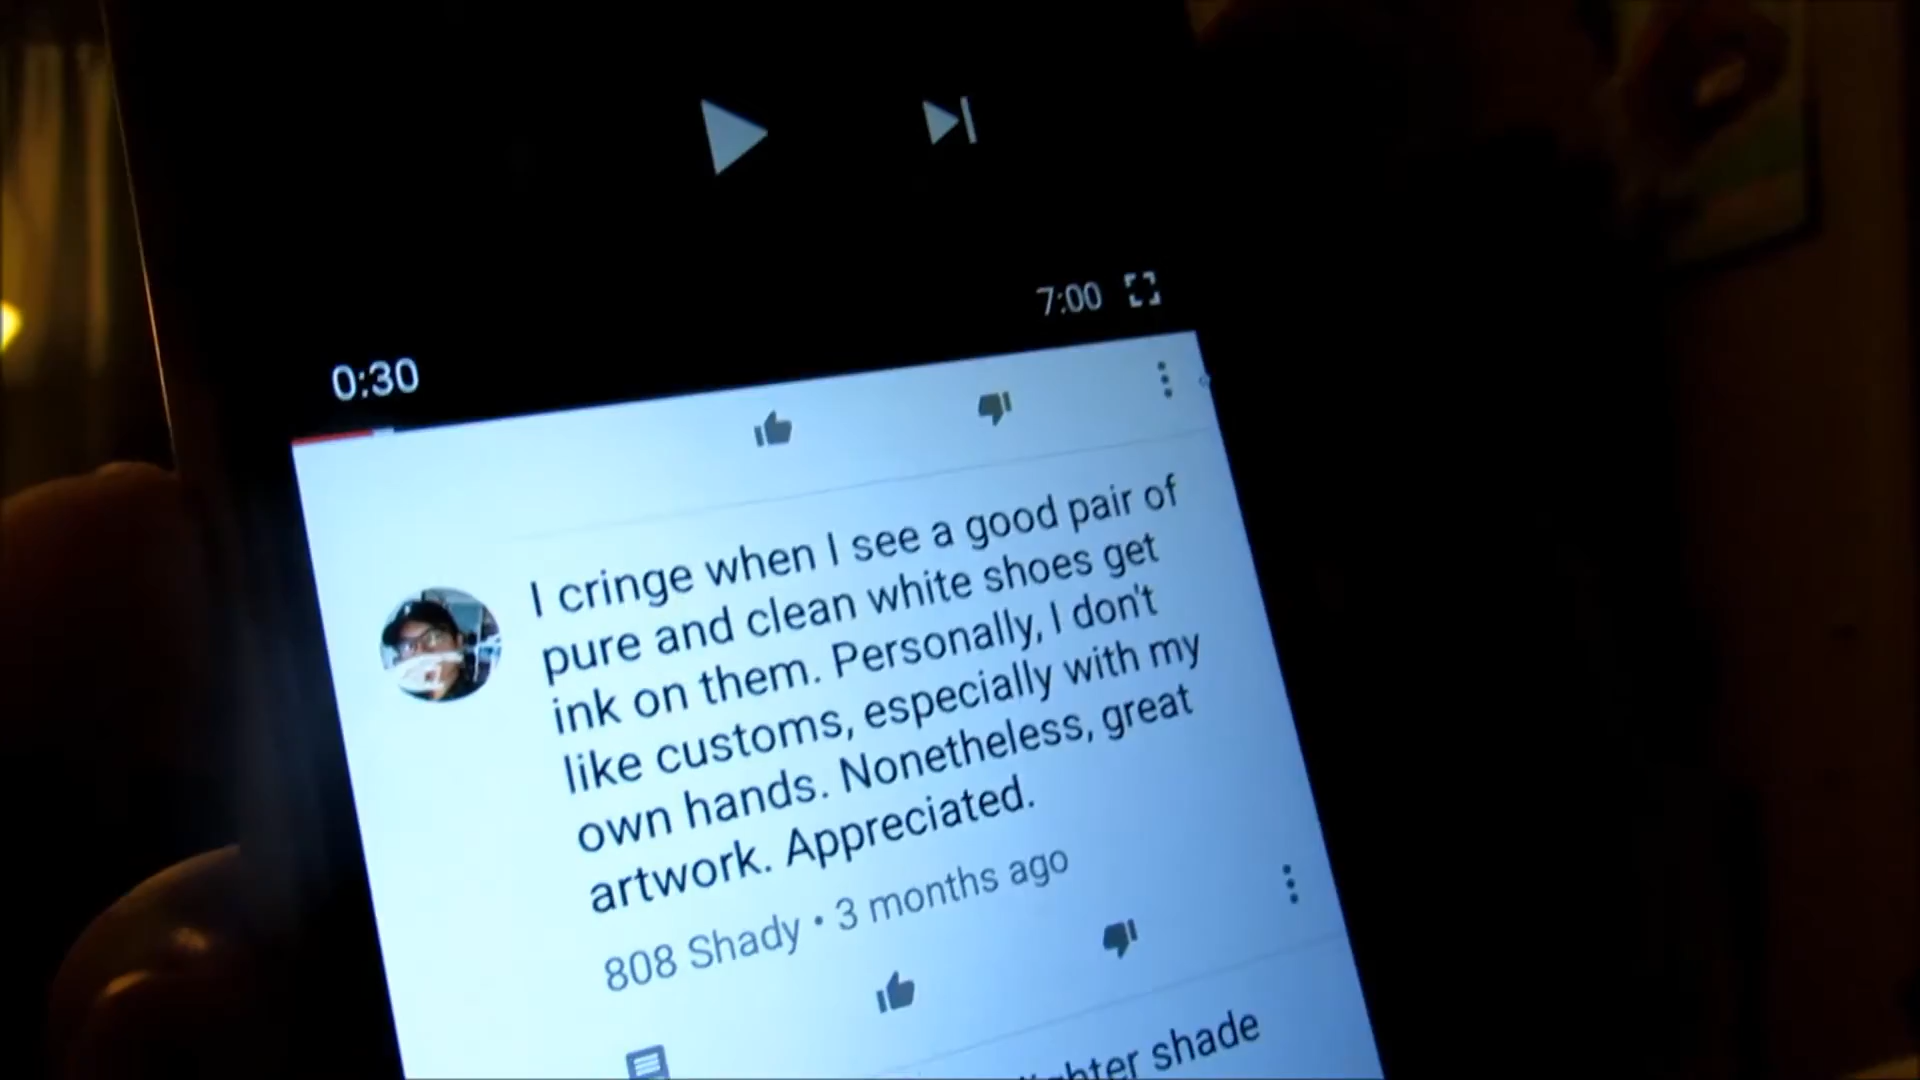 7:00
0:30
I cringe when I see a good pair of
pure and clean white shoes get
ink on them. Personally, I don't
like customs, especially with my
own hands. Nonetheless, great
artwork. Appreciated.
808 Shady • 3 months ago
shade